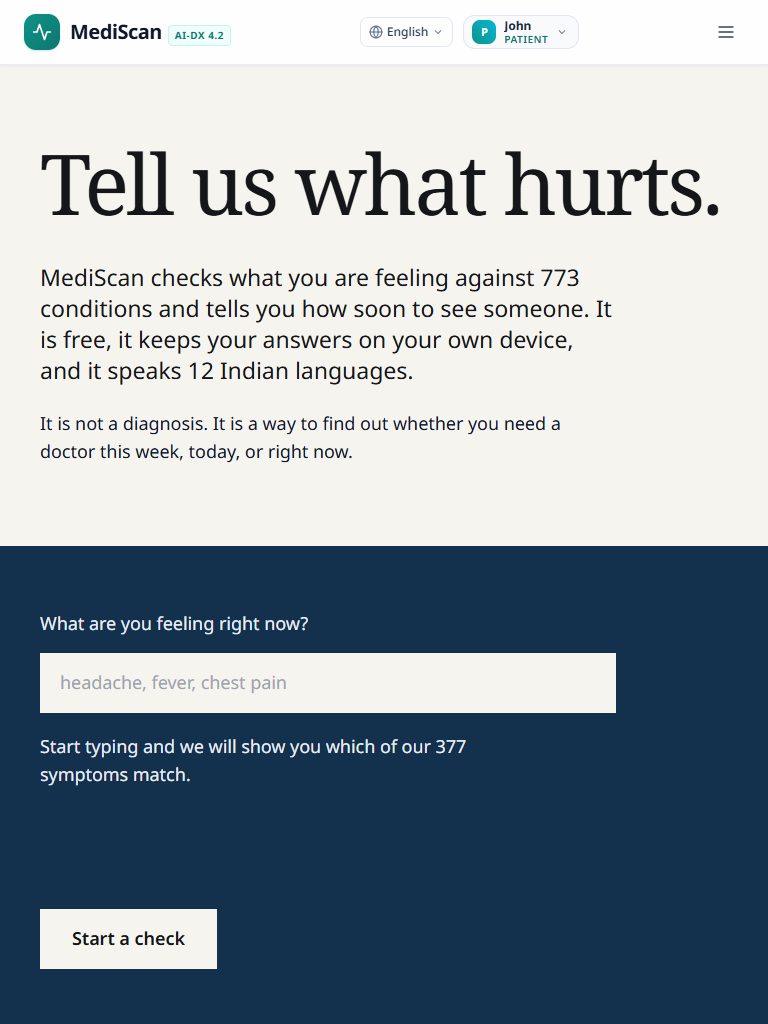 MediScan AI-DX 4.2
English
P
John
PATIENT
Tell us what hurts.
MediScan checks what you are feeling against 773
conditions and tells you how soon to see someone. It
is free, it keeps your answers on your own device,
and it speaks 12 Indian languages.
It is not a diagnosis. It is a way to find out whether you need a
doctor this week, today, or right now.
What are you feeling right now?
headache, fever, chest pain
Start typing and we will show you which of our 377
symptoms match.
Start a check